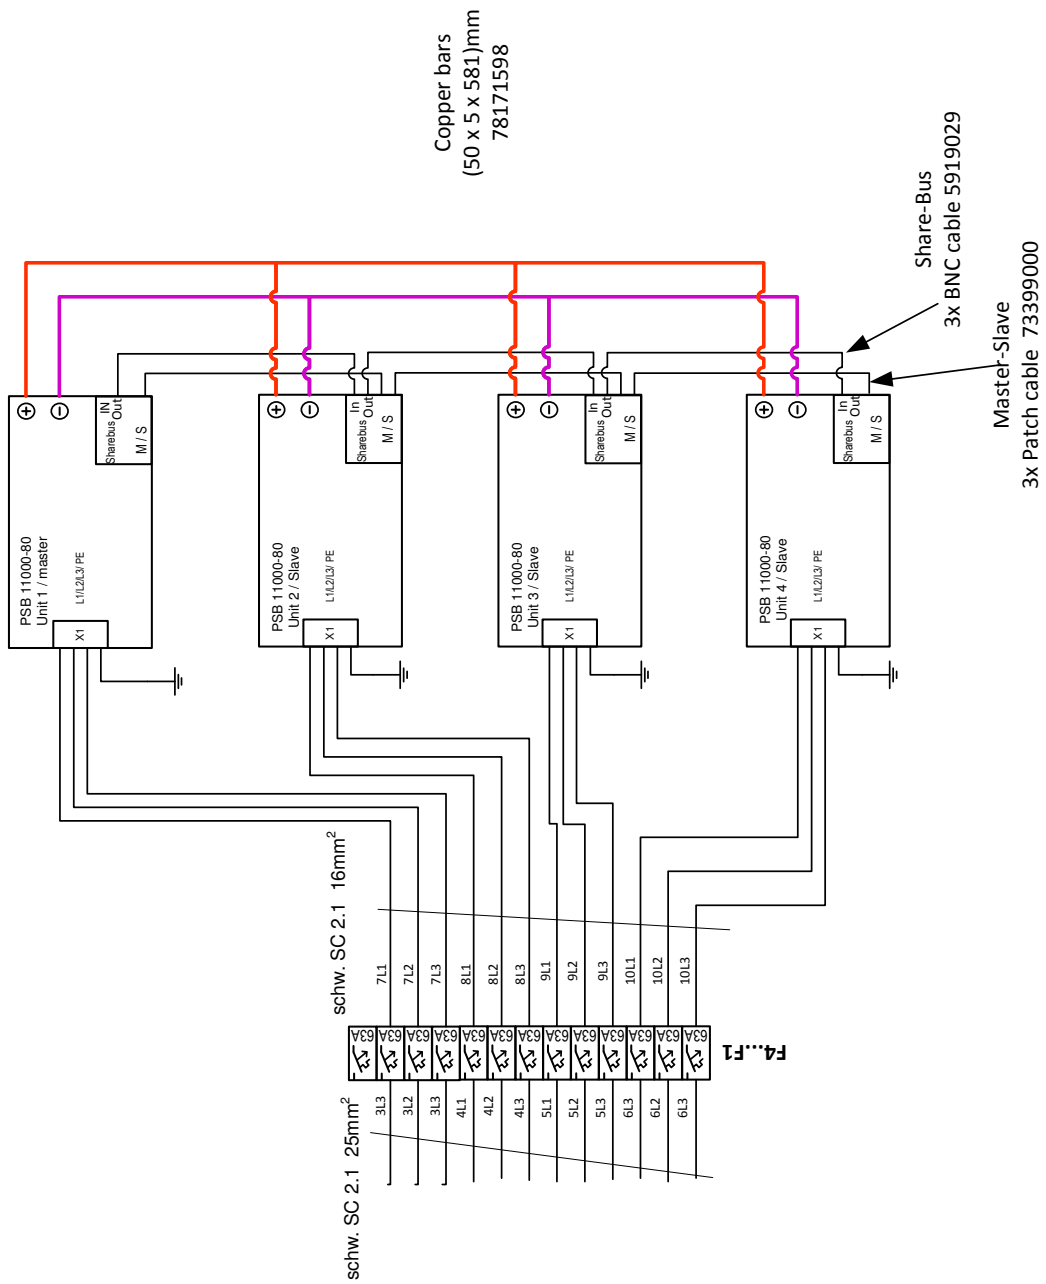 Copper bars
(50 x 5 x 581)mm
78171598
Share-Bus
3x BNC cable 5919029
Master-Slave
3x Patch cable 73399000
PSB 11000-80
Unit 1 / master
L1/L2/L3/ PE
X1
+
−
Sharebus
IN
Out
M / S
PSB 11000-80
Unit 2 / Slave
L1/L2/L3/ PE
X1
+
−
Sharebus
In
Out
M / S
PSB 11000-80
Unit 3 / Slave
L1/L2/L3/ PE
X1
+
−
Sharebus
In
Out
M / S
PSB 11000-80
Unit 4 / Slave
L1/L2/L3/ PE
X1
+
−
Sharebus
In
Out
M / S
schw. SC 2.1 16mm²
7L1
7L2
7L3
8L1
8L2
8L3
9L1
9L2
9L3
10L1
10L2
10L3
63A
63A
63A
63A
63A
63A
63A
63A
63A
63A
63A
63A
63A
F4...F1
schw. SC 2.1 25mm²
3L3
3L2
3L3
4L1
4L2
4L3
5L1
5L2
5L3
6L3
6L2
6L3